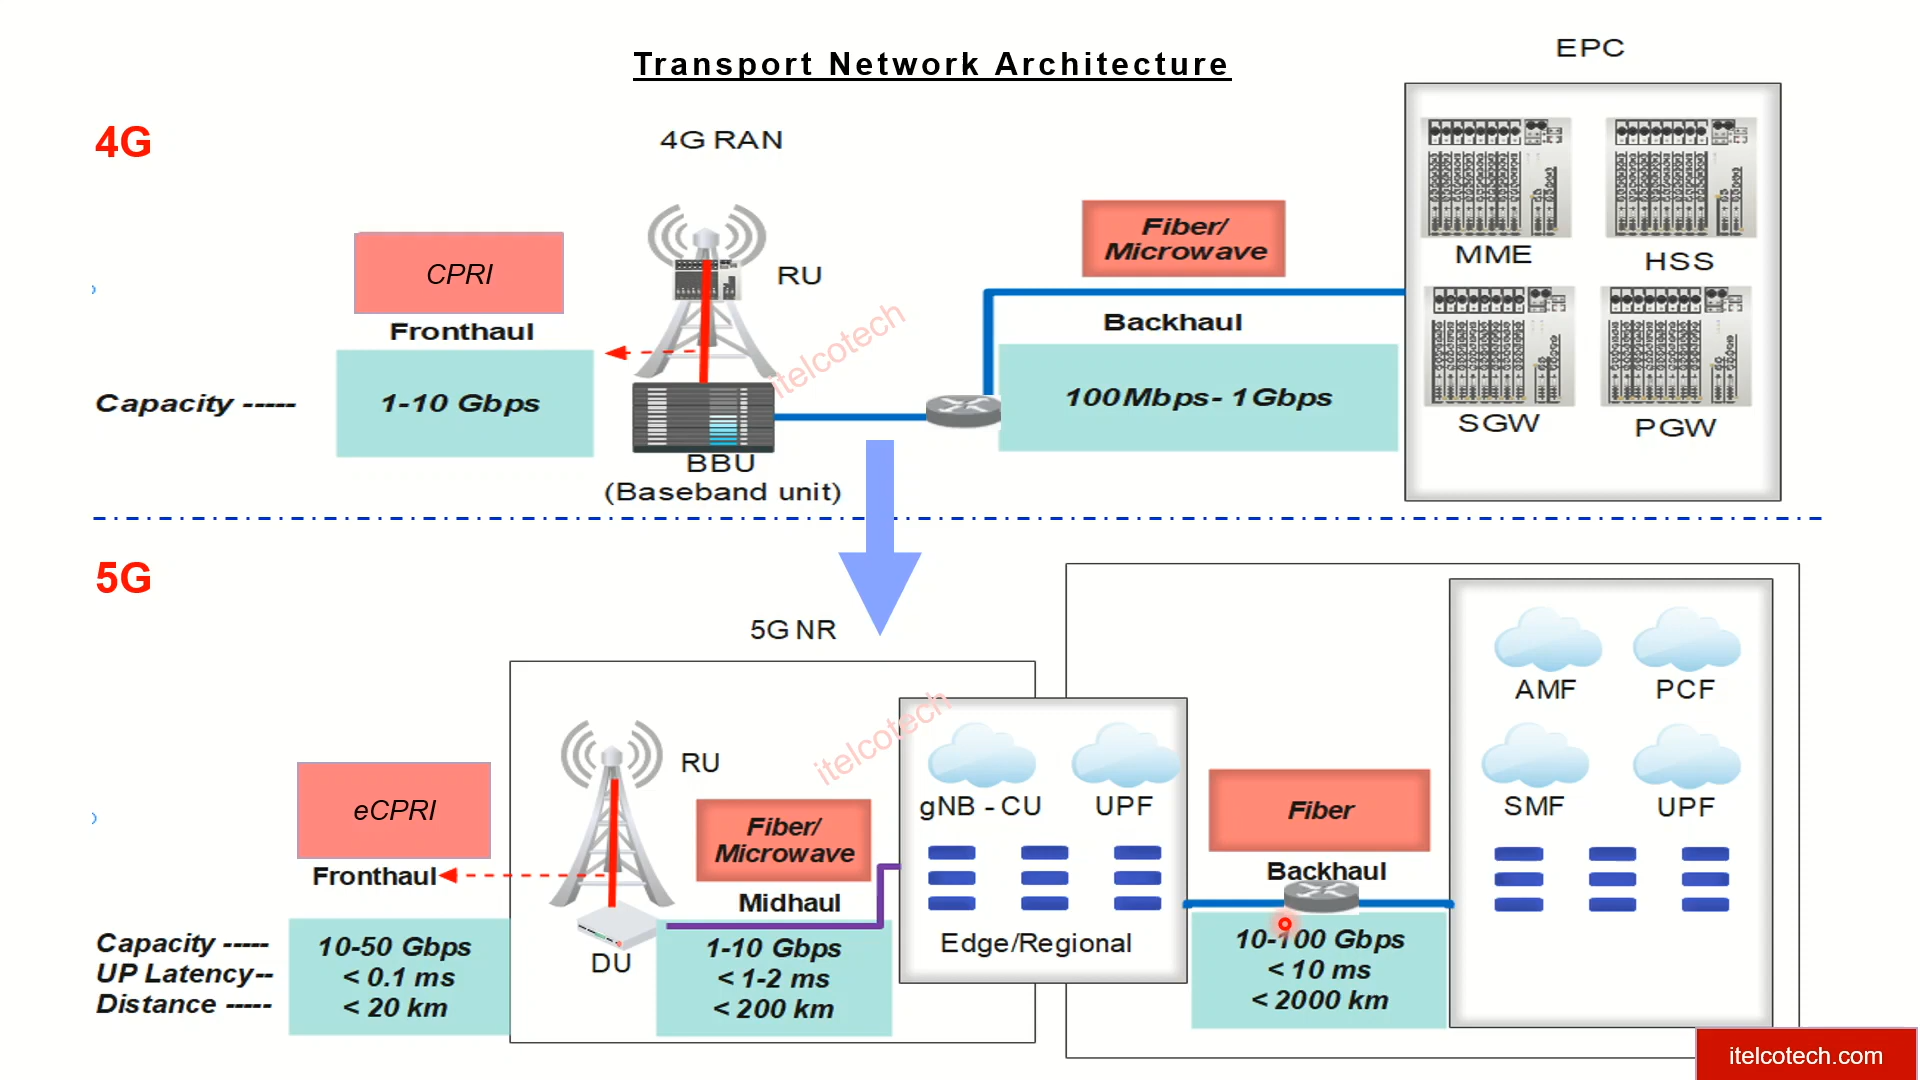 Transport Network Architecture
EPC
4G
4G RAN
MME
HSS
SGW
PGW
CPRI
Fronthaul
RU
Fiber/
Microwave
Backhaul
Capacity -----
1-10 Gbps
100Mbps- 1Gbps
BBU
(Baseband unit)
itelcotech
5G
5G NR
AMF
PCF
SMF
UPF
RU
eCPRI
Fronthaul
Fiber/
Microwave
Midhaul
gNB - CU
UPF
Edge/Regional
Fiber
Backhaul
DU
Capacity -----
UP Latency--
Distance -----
10-50 Gbps
< 0.1 ms
< 20 km
1-10 Gbps
< 1-2 ms
< 200 km
10-100 Gbps
< 10 ms
< 2000 km
itelcotech
itelcotech.com